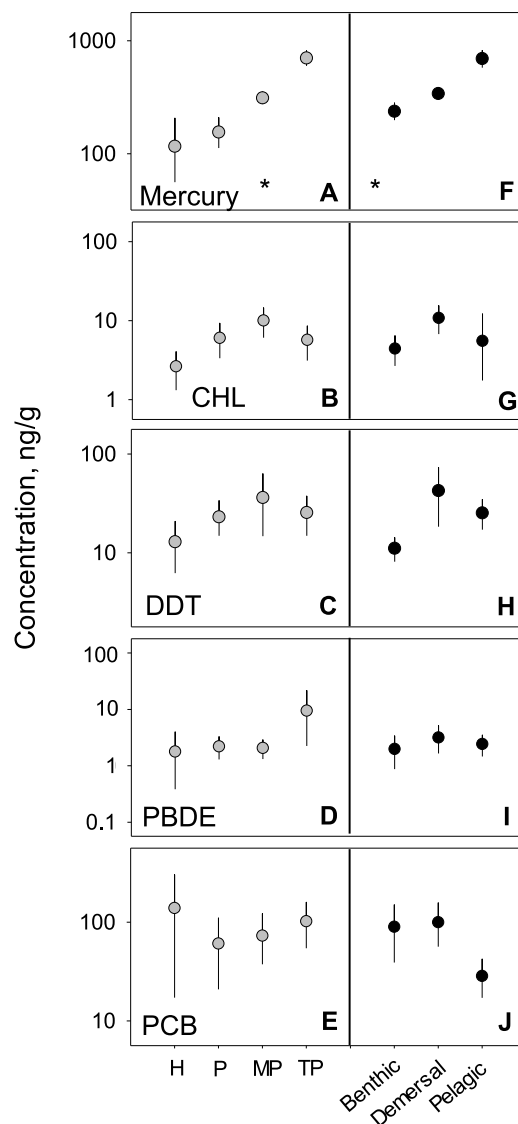 Concentration, ng/g
1000
100
Mercury * A * F
100
10
1
CHL B G
100
10
DDT C H
100
10
1
0.1
PBDE D I
100
10
PCB E J
H P MP TP Benthic Demersal Pelagic